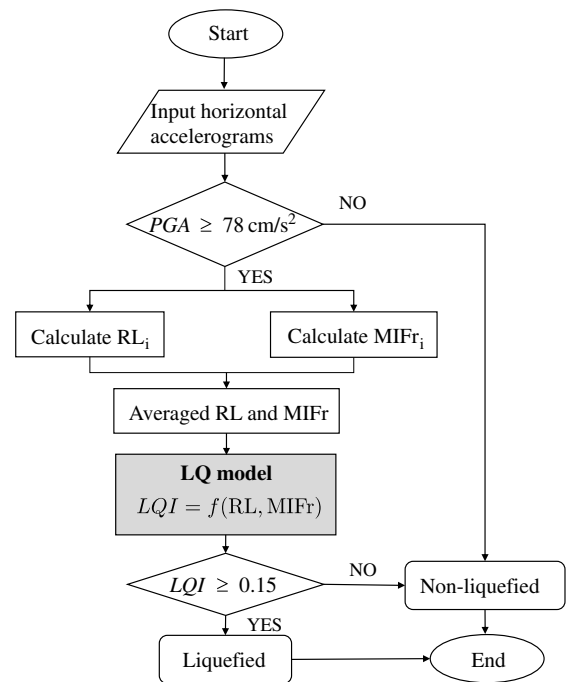 Start
Input horizontal
accelerograms
PGA ≥ 78 cm/s²
NO
YES
Calculate RLᵢ
Calculate MIFrᵢ
Averaged RL and MIFr
LQ model
LQI = f(RL, MIFr)
LQI ≥ 0.15
NO
Non-liquefied
YES
Liquefied
End